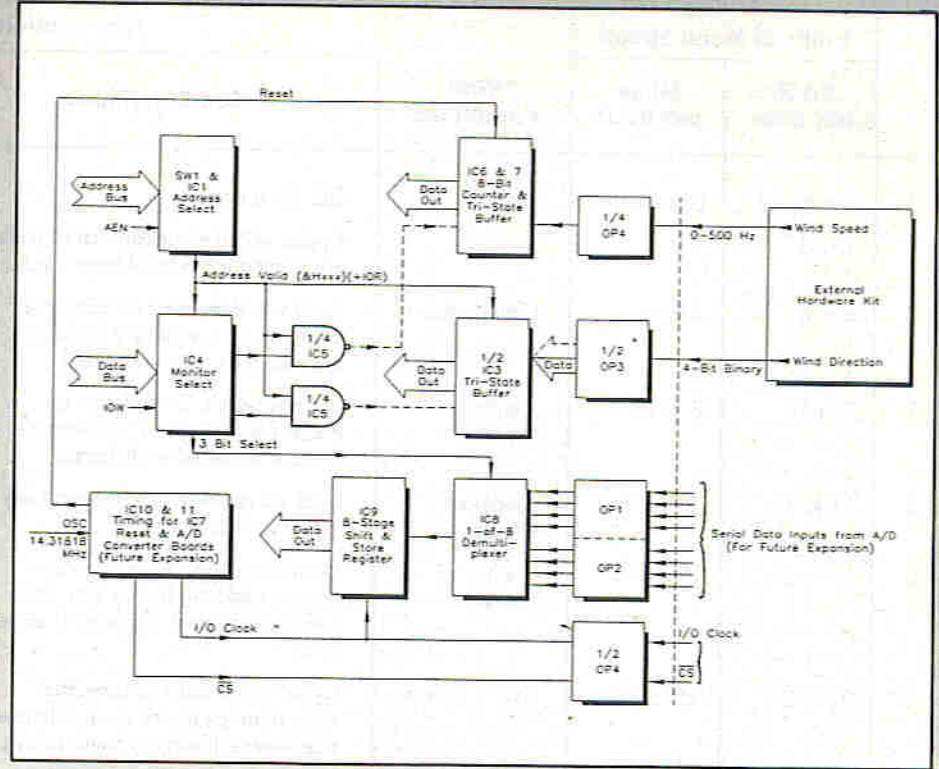 Reset
SW1 &
IC1
Address
Select
Address
Bus
AEN
IC6 & 7
8-Bit
Counter &
Tri-State
Buffer
Data
Out
1/4
OP4
0-500 Hz
Wind Speed
External
Hardware Kit
Wind Direction
Address Valid (&H***)(+IOR)
IC4
Monitor
Select
Data
Bus
IOW
1/4
IC5
1/4
IC5
Data
Out
1/2
IC3
Tri-State
Buffer
Data
1/2
OP3
4-Bit Binary
3 Bit Select
IC10 & 11
Timing for IC7
Reset & A/D
Converter Boards
(Future Expansion)
OSC
14.31818
MHz
Data
Out
IC9
8-Stage
Shift &
Store
Register
IC8
1-of-8
Demulti-
plexer
OP1
OP2
Serial Data Inputs from A/D
(For Future Expansion)
I/O Clock
CS
1/2
OP4
I/O Clock
CS